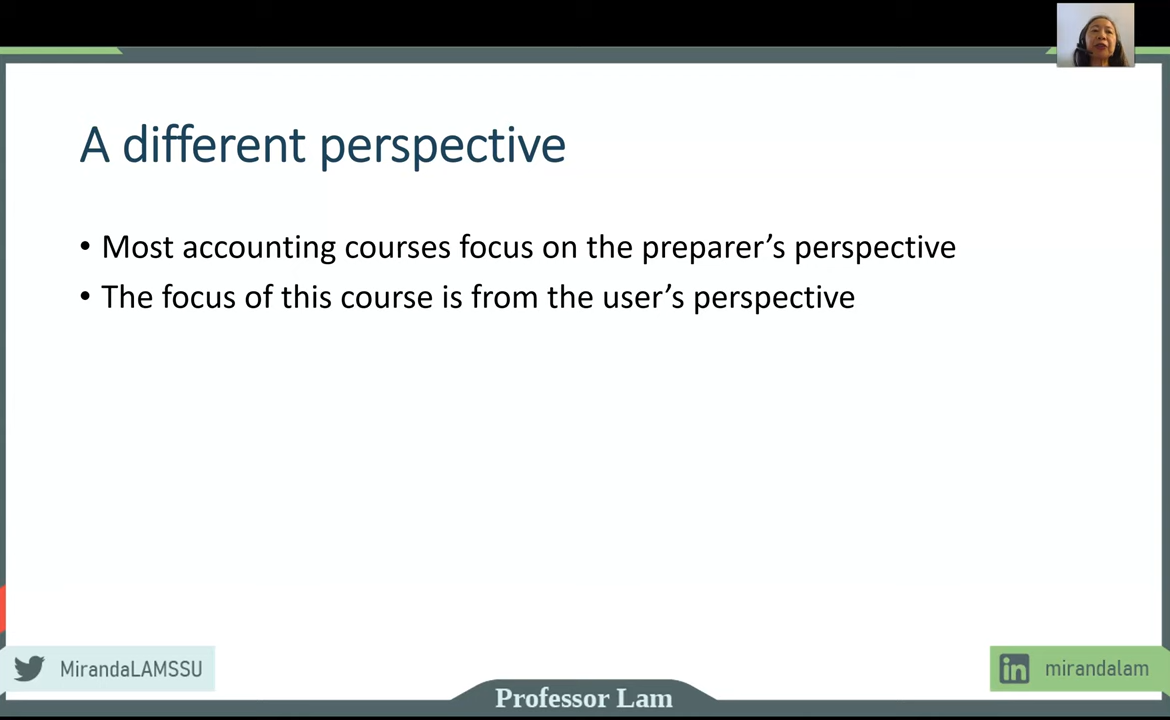 A different perspective
• Most accounting courses focus on the preparer’s perspective
• The focus of this course is from the user’s perspective
MirandaLAMSSU
in mirandalam
Professor Lam